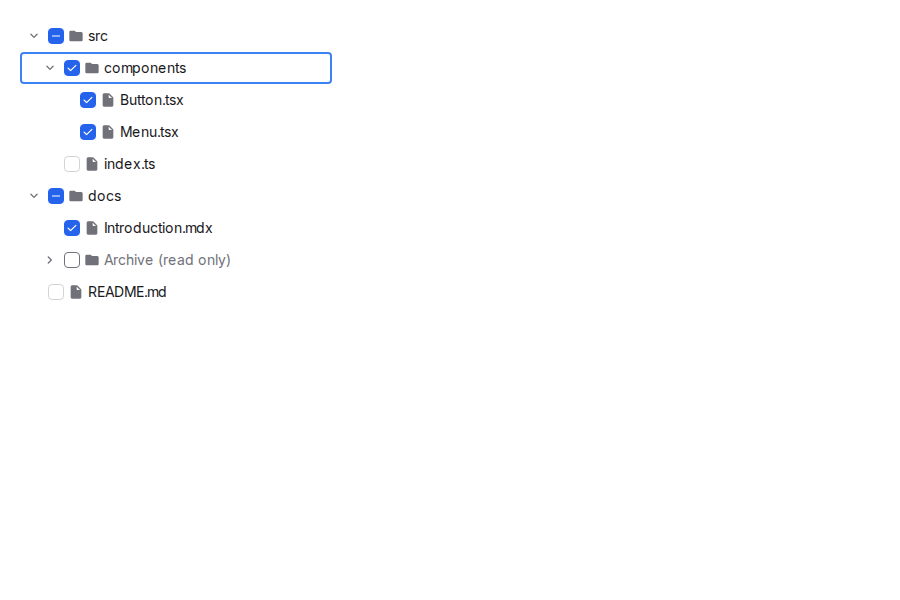 src
components
Button.tsx
Menu.tsx
index.ts
docs
Introduction.mdx
Archive (read only)
README.md